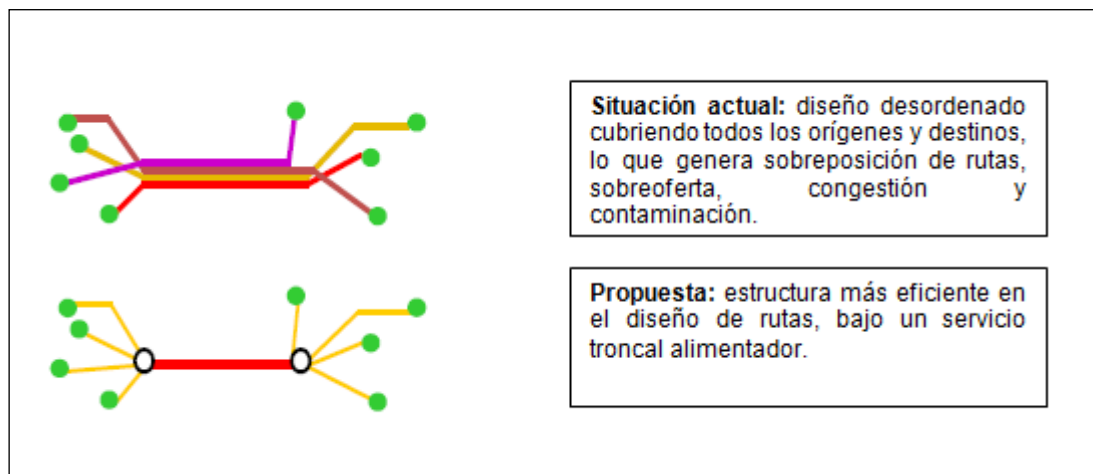 Situación actual: diseño desordenado
cubriendo todos los orígenes y destinos,
lo que genera sobreposición de rutas,
sobreoferta, congestión y
contaminación.
Propuesta: estructura más eficiente en
el diseño de rutas, bajo un servicio
troncal alimentador.